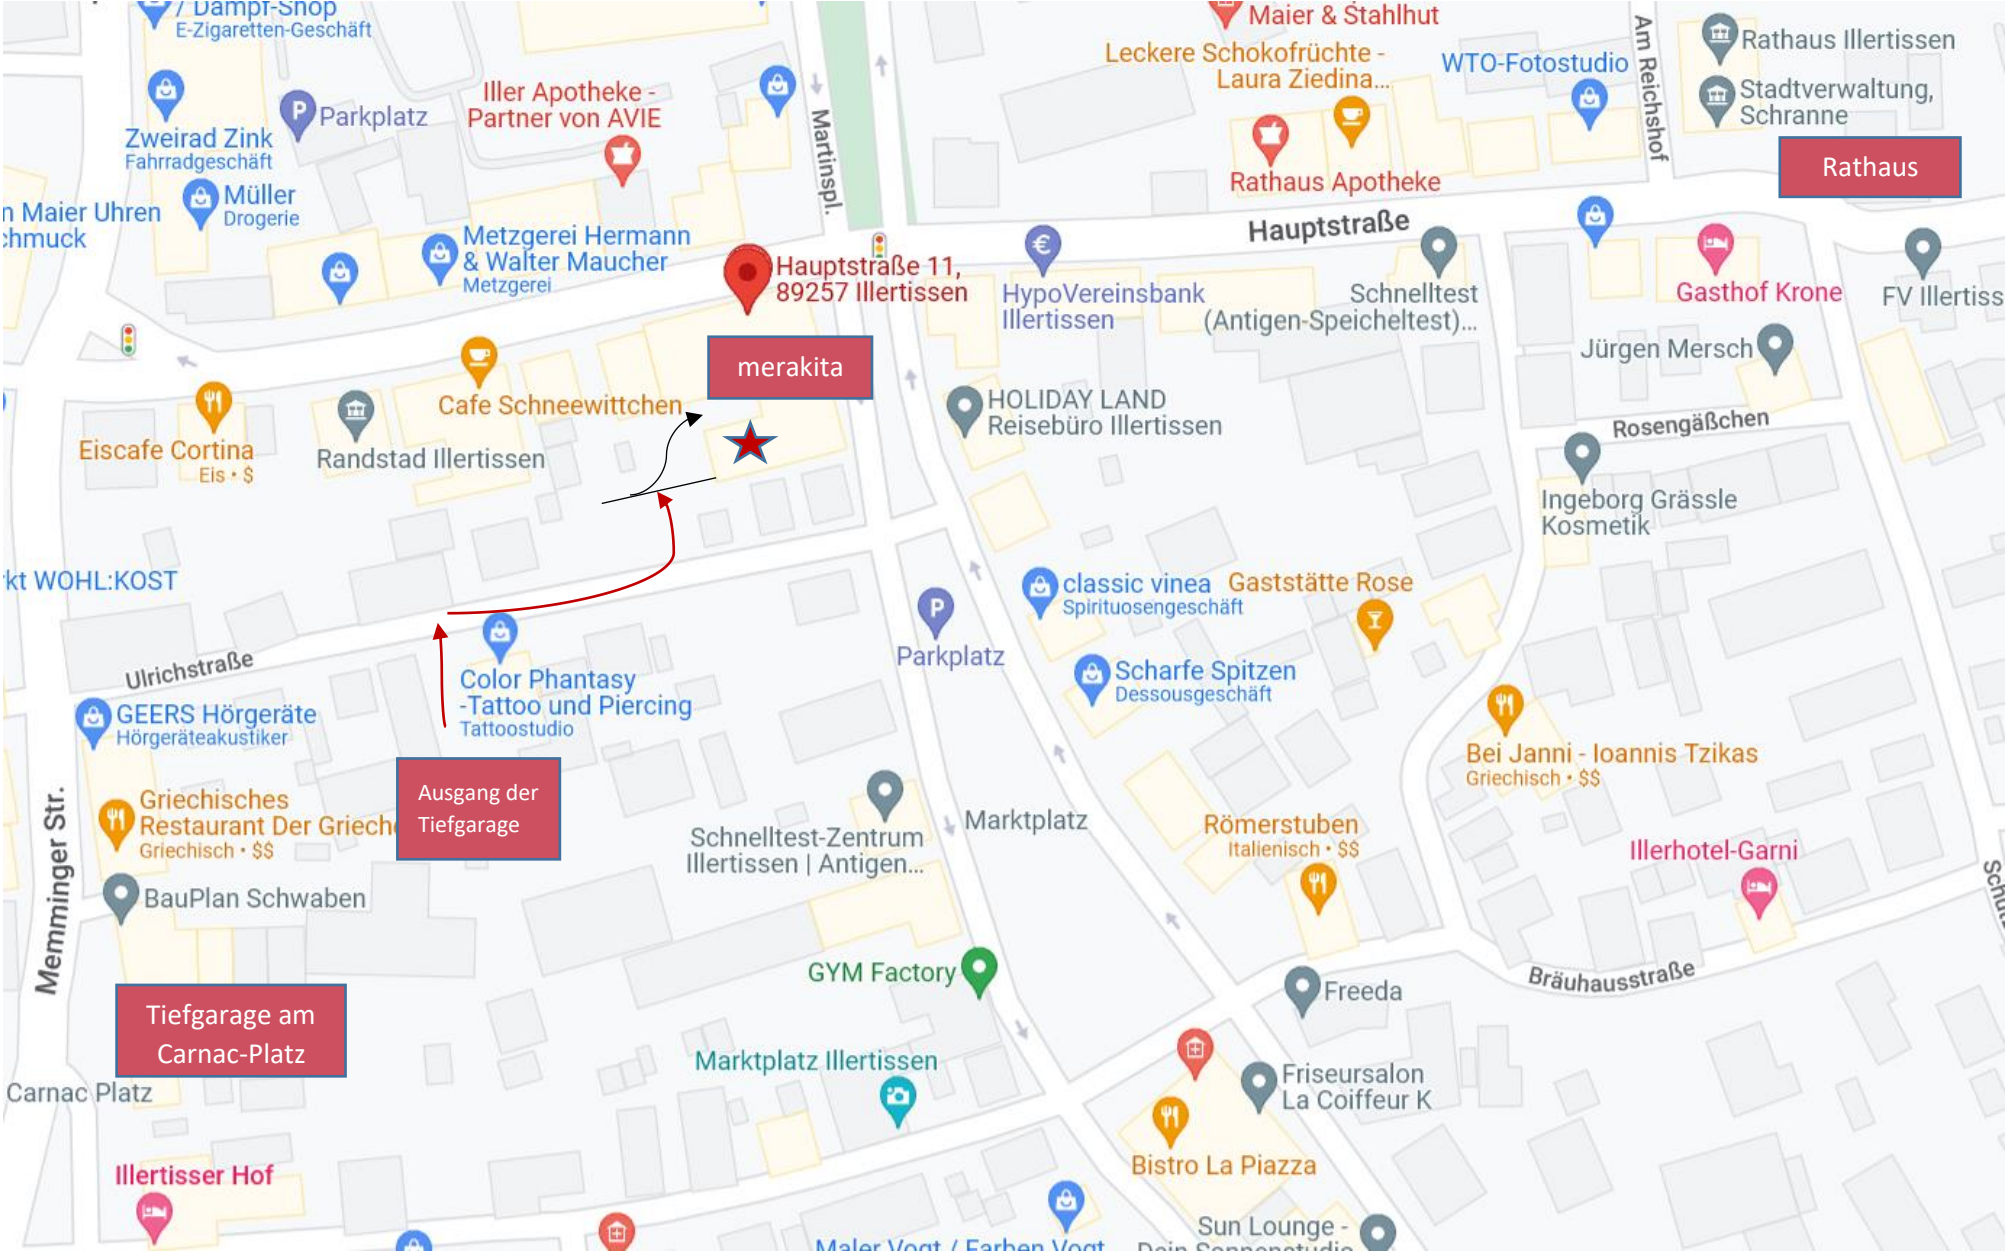 / Dampf-Shop
E-Zigaretten-Geschäft
Maier & Stahlhut
Leckere Schokofrüchte -
Laura Ziedina...
WTO-Fotostudio
Am Reichshof
Rathaus Illertissen
Stadtverwaltung,
Schranne
Rathaus
Zweirad Zink
Fahrradgeschäft
P Parkplatz
Iller Apotheke -
Partner von AVIE
Martinspl.
Rathaus Apotheke
Müller
Drogerie
n Maier Uhren
chmuck
Metzgerei Hermann
& Walter Maucher
Metzgerei
Hauptstraße
Hauptstraße 11,
89257 Illertissen
€
HypoVereinsbank
Illertissen
Schnelltest
(Antigen-Speicheltest)...
Gasthof Krone
FV Illertiss
Jürgen Mersch
merakita
Cafe Schneewittchen
Eiscafe Cortina
Eis • $
Randstad Illertissen
HOLIDAY LAND
Reisebüro Illertissen
Rosengäßchen
Ingeborg Grässle
Kosmetik
kt WOHL:KOST
P
Parkplatz
classic vinea
Spirituosengeschäft
Gaststätte Rose
Ulrichstraße
Color Phantasy
-Tattoo und Piercing
Tattoostudio
Scharfe Spitzen
Dessousgeschäft
GEERS Hörgeräte
Hörgeräteakustiker
Bei Janni - Ioannis Tzikas
Griechisch • $$
Ausgang der
Tiefgarage
Griechisches
Restaurant Der Grieche
Griechisch • $$
Memminger Str.
Schnelltest-Zentrum
Illertissen | Antigen...
Marktplatz
Römerstuben
Italienisch • $$
Illerhotel-Garni
BauPlan Schwaben
GYM Factory
Freeda
Bräuhausstraße
Tiefgarage am
Carnac-Platz
Carnac Platz
Marktplatz Illertissen
Friseursalon
La Coiffeur K
Bistro La Piazza
Illertisser Hof
Maler Vogt / Farben Vogt
Sun Lounge -
Dein Sonnenstudio